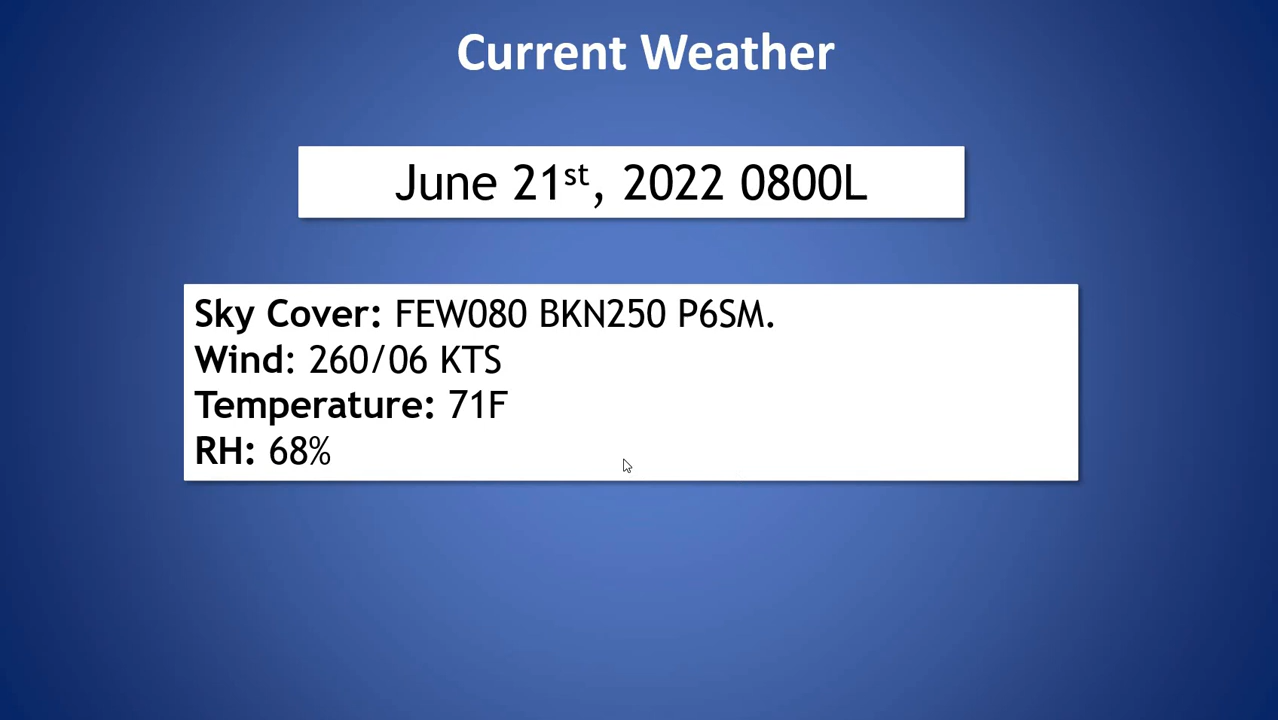 Current Weather
June 21st, 2022 0800L
Sky Cover: FEW080 BKN250 P6SM.
Wind: 260/06 KTS
Temperature: 71F
RH: 68%